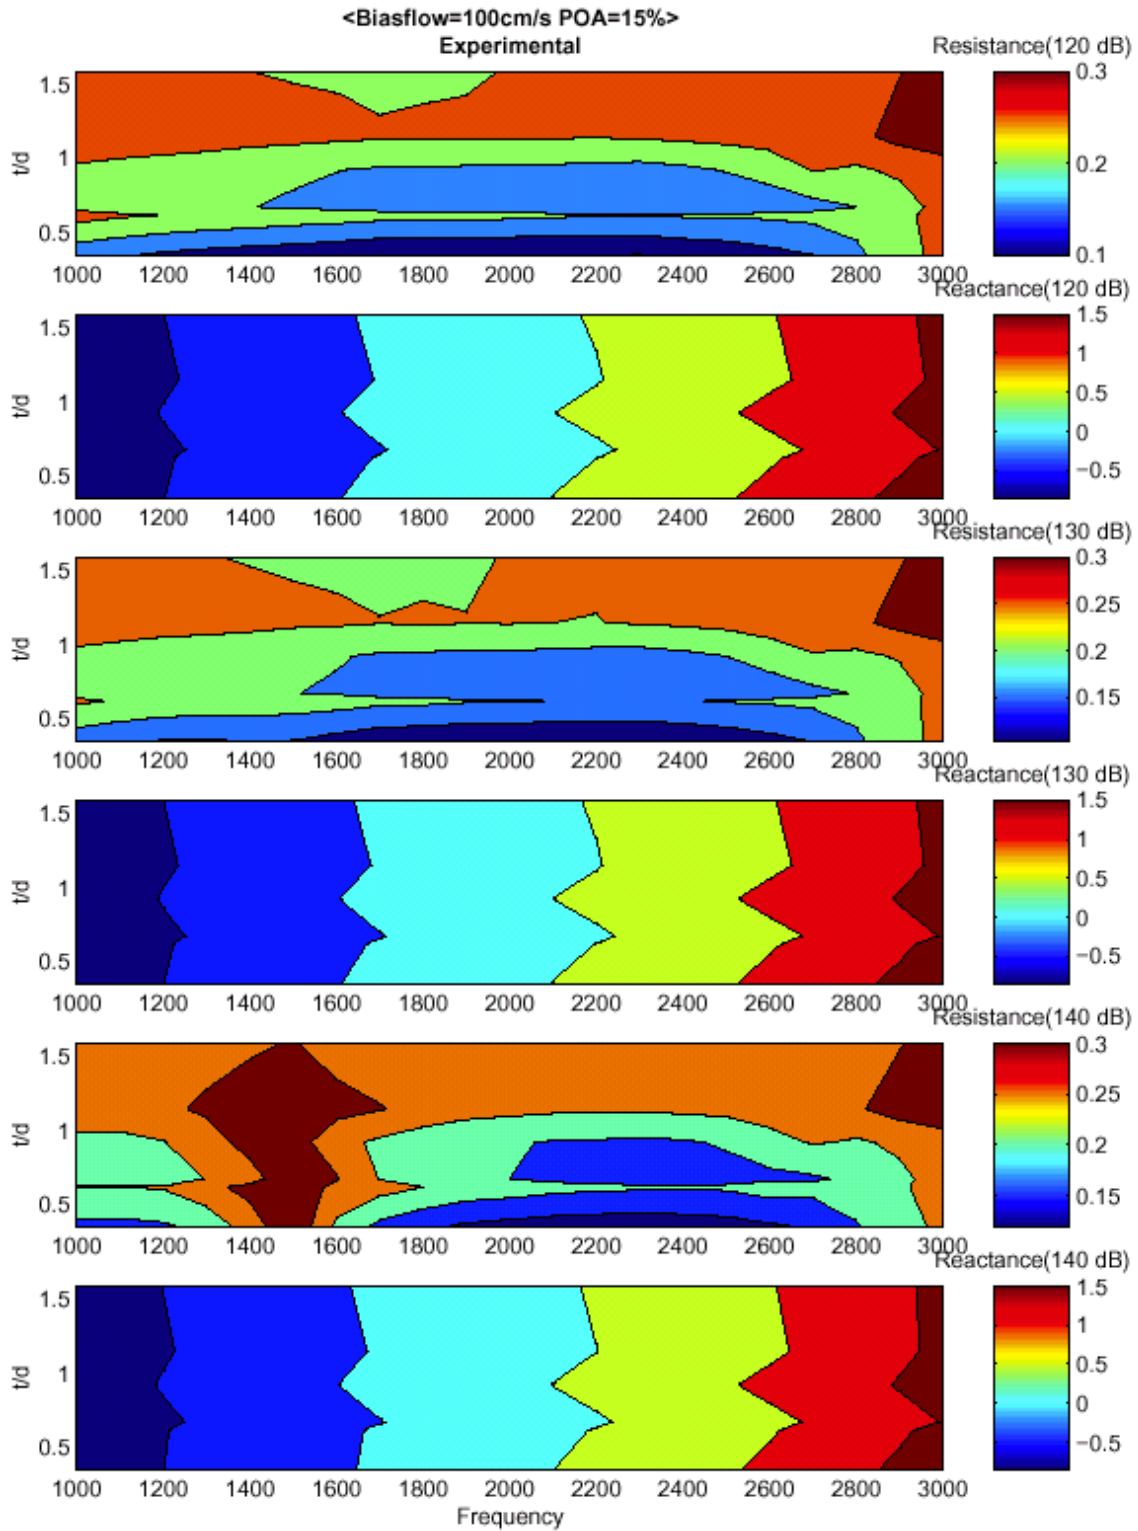 <Biasflow=100cm/s POA=15%>
Experimental
Resistance(120 dB)
1.5
1
0.5
t/d
1000 1200 1400 1600 1800 2000 2200 2400 2600 2800 3000
0.3
0.2
0.1
Reactance(120 dB)
1.5
1
0.5
t/d
1000 1200 1400 1600 1800 2000 2200 2400 2600 2800 3000
1.5
1
0.5
0
−0.5
Resistance(130 dB)
1.5
1
0.5
t/d
1000 1200 1400 1600 1800 2000 2200 2400 2600 2800 3000
0.3
0.25
0.2
0.15
Reactance(130 dB)
1.5
1
0.5
t/d
1000 1200 1400 1600 1800 2000 2200 2400 2600 2800 3000
1.5
1
0.5
0
−0.5
Resistance(140 dB)
1.5
1
0.5
t/d
1000 1200 1400 1600 1800 2000 2200 2400 2600 2800 3000
0.3
0.25
0.2
0.15
Reactance(140 dB)
1.5
1
0.5
t/d
1000 1200 1400 1600 1800 2000 2200 2400 2600 2800 3000
1.5
1
0.5
0
−0.5
Frequency